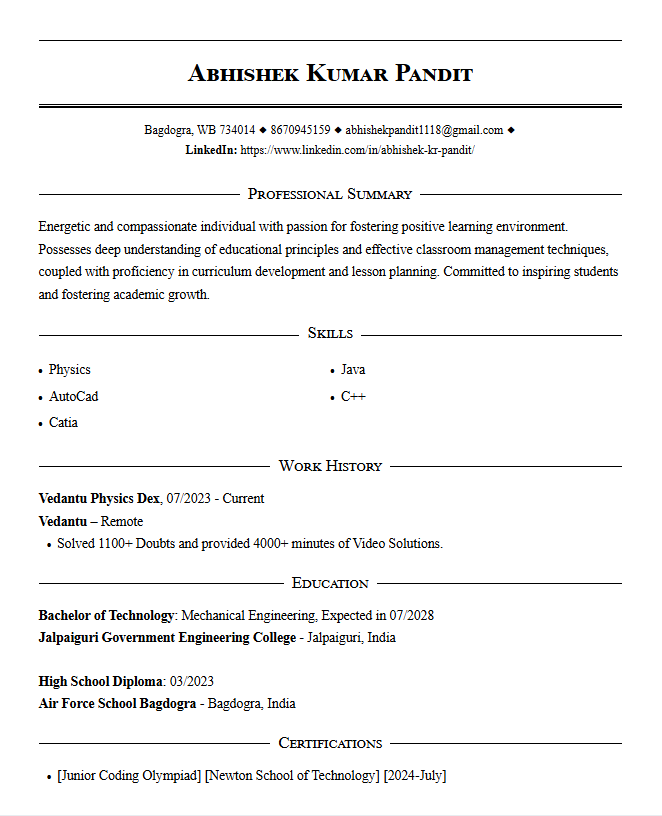 Abhishek Kumar Pandit
Bagdogra, WB 734014 ◆ 8670945159 ◆ abhishekpandit1118@gmail.com ◆
LinkedIn: https://www.linkedin.com/in/abhishek-kr-pandit/
Professional Summary
Energetic and compassionate individual with passion for fostering positive learning environment.
Possesses deep understanding of educational principles and effective classroom management techniques,
coupled with proficiency in curriculum development and lesson planning. Committed to inspiring students
and fostering academic growth.
Skills
• Physics
• AutoCad
• Catia
• Java
• C++
Work History
Vedantu Physics Dex, 07/2023 - Current
Vedantu – Remote
• Solved 1100+ Doubts and provided 4000+ minutes of Video Solutions.
Education
Bachelor of Technology: Mechanical Engineering, Expected in 07/2028
Jalpaiguri Government Engineering College - Jalpaiguri, India
High School Diploma: 03/2023
Air Force School Bagdogra - Bagdogra, India
Certifications
• [Junior Coding Olympiad] [Newton School of Technology] [2024-July]